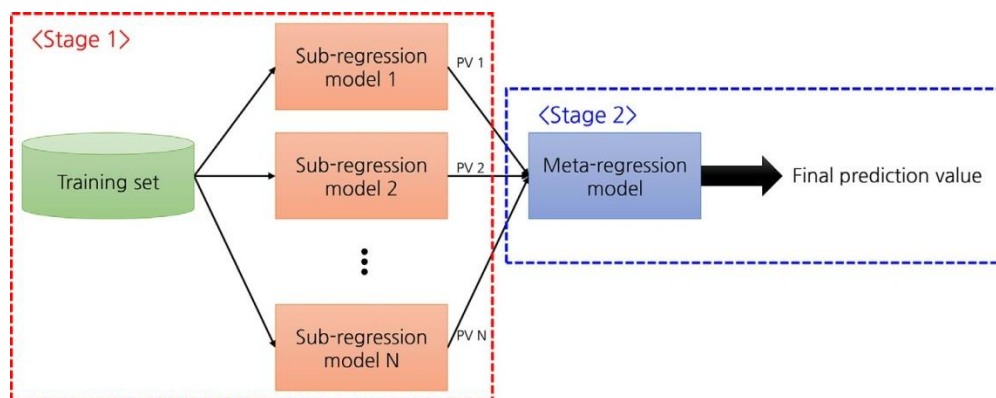 〈Stage 1〉
Sub-regression
model 1
PV 1
Training set
Sub-regression
model 2
PV 2
Sub-regression
model N
PV N
〈Stage 2〉
Meta-regression
model
Final prediction value